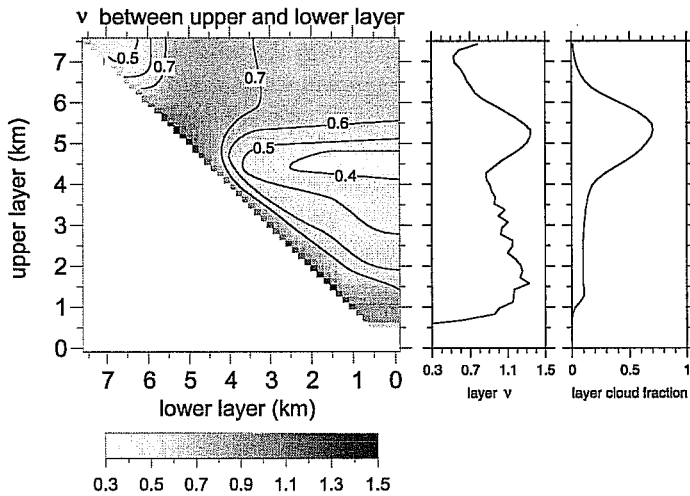 ν between upper and lower layer
upper layer (km)
7
6
5
4
3
2
1
0
0.5
0.7
0.7
0.6
0.5
0.4
7 6 5 4 3 2 1 0
lower layer (km)
0.3 0.5 0.7 0.9 1.1 1.3 1.5
0.3 0.7 1.1 1.5
layer ν
0 0.5 1
layer cloud fraction